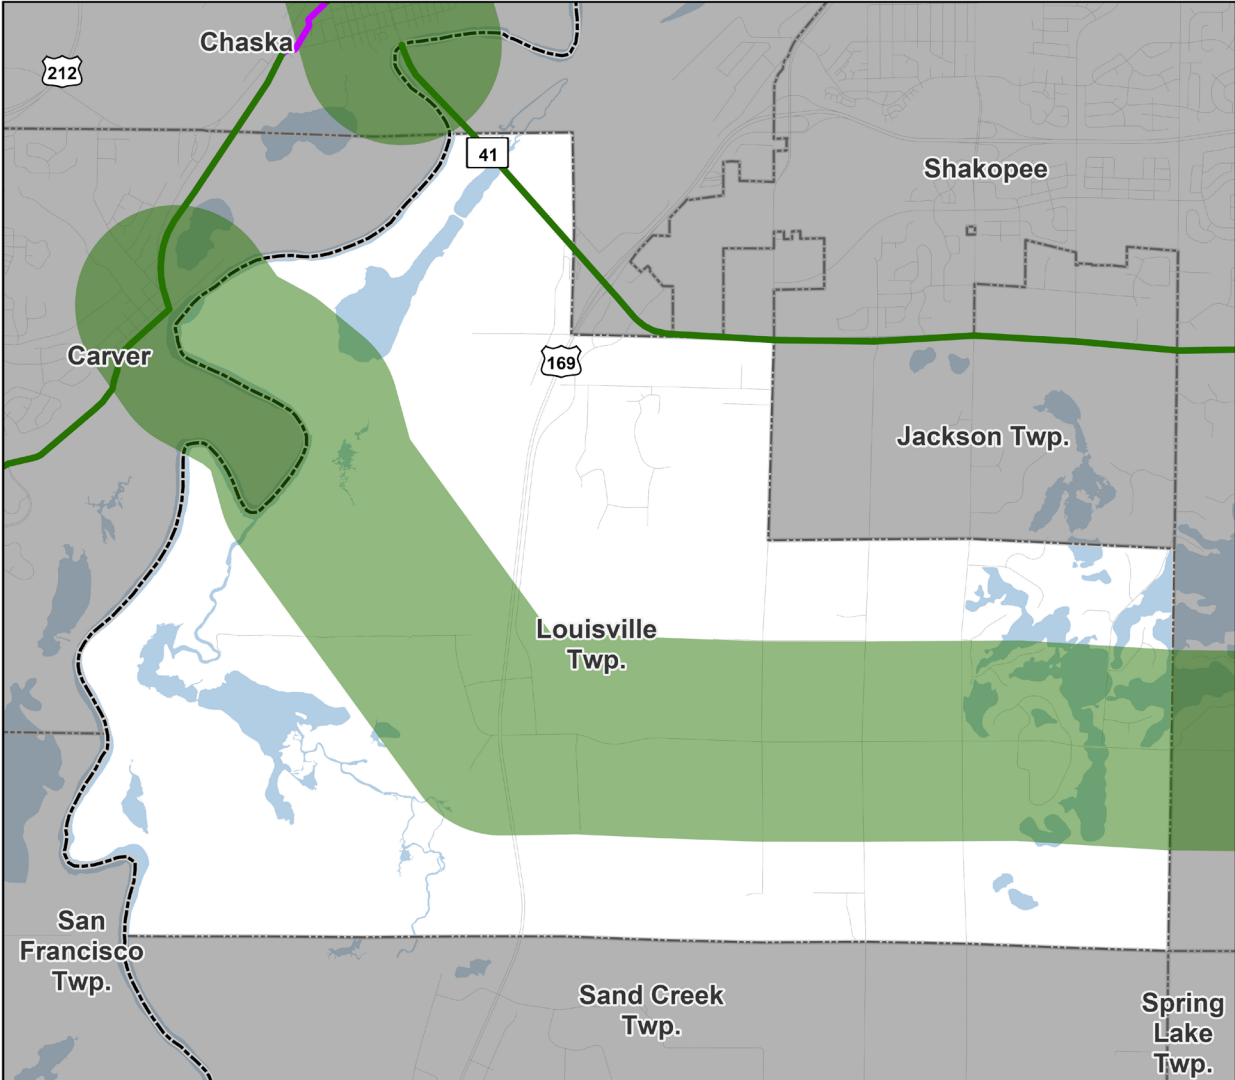 Chaska
212
41
Shakopee
169
Carver
Jackson Twp.
Louisville
Twp.
San
Francisco
Twp.
Sand Creek
Twp.
Spring
Lake
Twp.